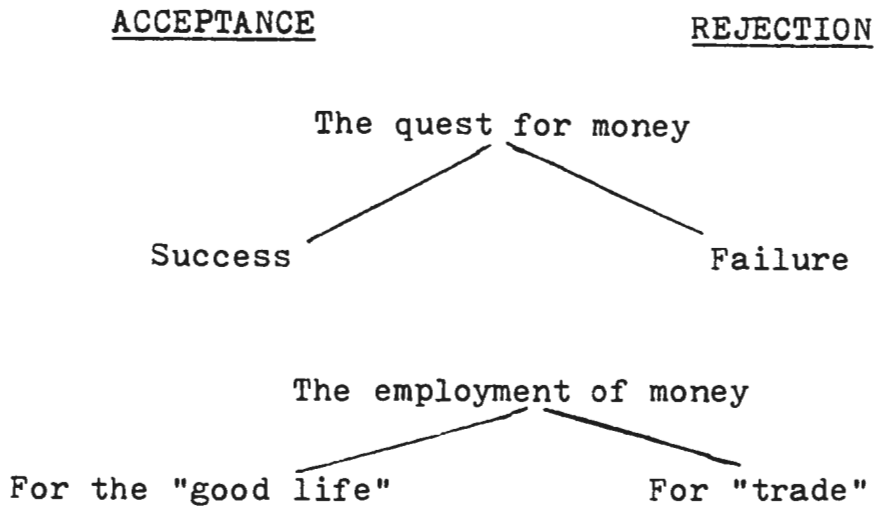 ACCEPTANCE REJECTION
The quest for money
Success Failure
The employment of money
For the "good life" For "trade"